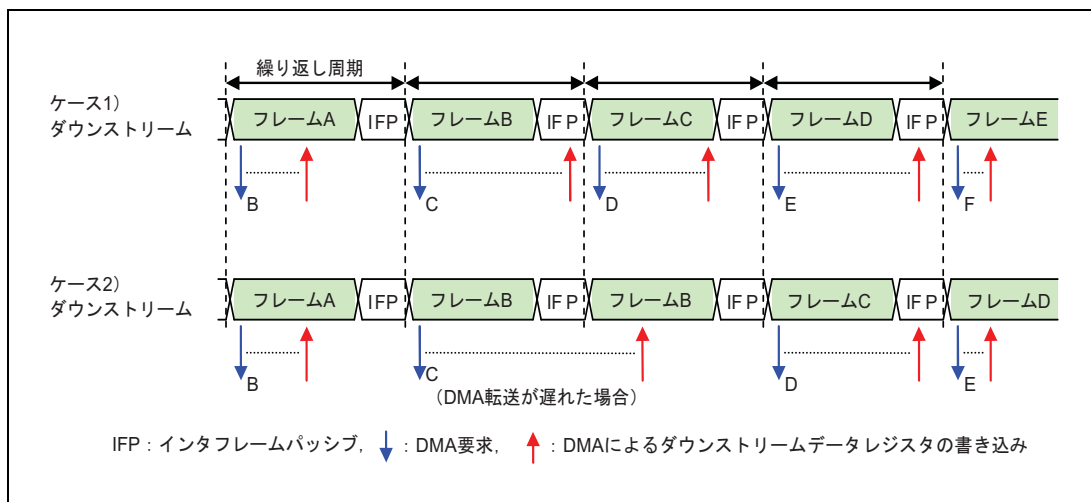 繰り返し周期
ケース1)
ダウンストリーム
フレームA IFP フレームB IFP フレームC IFP フレームD IFP フレームE
B C D E F
ケース2)
ダウンストリーム
フレームA IFP フレームB IFP フレームB IFP フレームC IFP フレームD
B C D E
(DMA転送が遅れた場合)
IFP：インタフレームパッシブ, ：DMA要求, ：DMAによるダウンストリームデータレジスタの書き込み